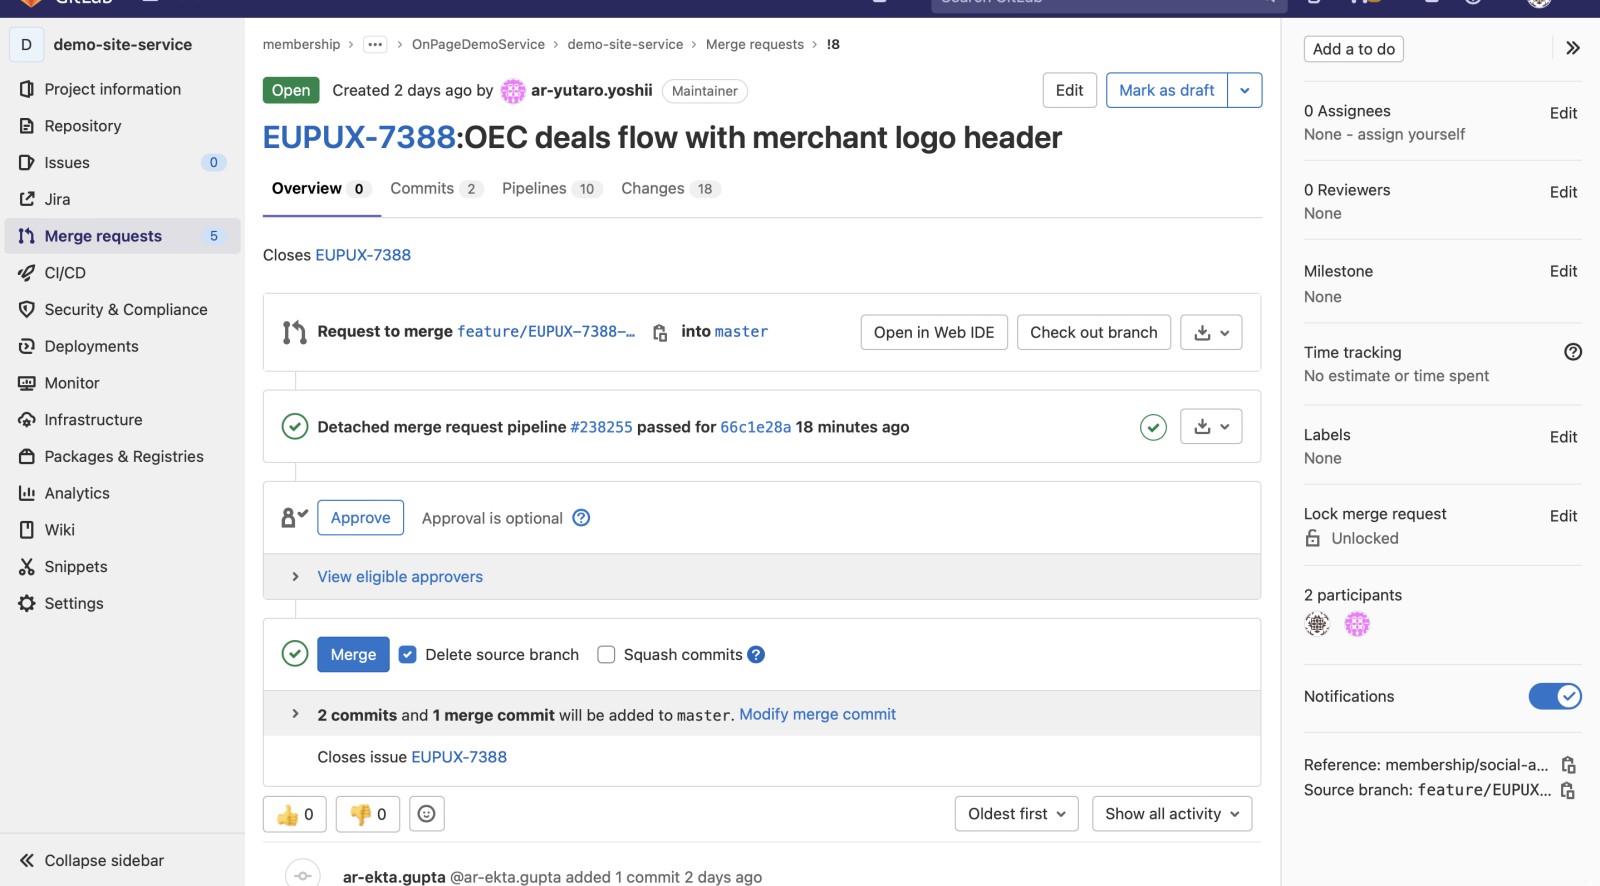 GitLab
Search GitLab
D demo-site-service
Project information
Repository
Issues 0
Jira
Merge requests 5
CI/CD
Security & Compliance
Deployments
Monitor
Infrastructure
Packages & Registries
Analytics
Wiki
Snippets
Settings
Collapse sidebar
membership › ••• › OnPageDemoService › demo-site-service › Merge requests › !8
Open Created 2 days ago by ar-yutaro.yoshii Maintainer
Edit Mark as draft
EUPUX-7388:OEC deals flow with merchant logo header
Overview 0 Commits 2 Pipelines 10 Changes 18
Closes EUPUX-7388
Request to merge feature/EUPUX-7388-… into master Open in Web IDE Check out branch
Detached merge request pipeline #238255 passed for 66c1e28a 18 minutes ago
Approve Approval is optional ?
View eligible approvers
Merge Delete source branch Squash commits ?
2 commits and 1 merge commit will be added to master. Modify merge commit
Closes issue EUPUX-7388
0 0 Oldest first Show all activity
ar-ekta.gupta @ar-ekta.gupta added 1 commit 2 days ago
Add a to do
0 Assignees Edit
None - assign yourself
0 Reviewers Edit
None
Milestone Edit
None
Time tracking ?
No estimate or time spent
Labels Edit
None
Lock merge request Edit
Unlocked
2 participants
Notifications
Reference: membership/social-a...
Source branch: feature/EUPUX...